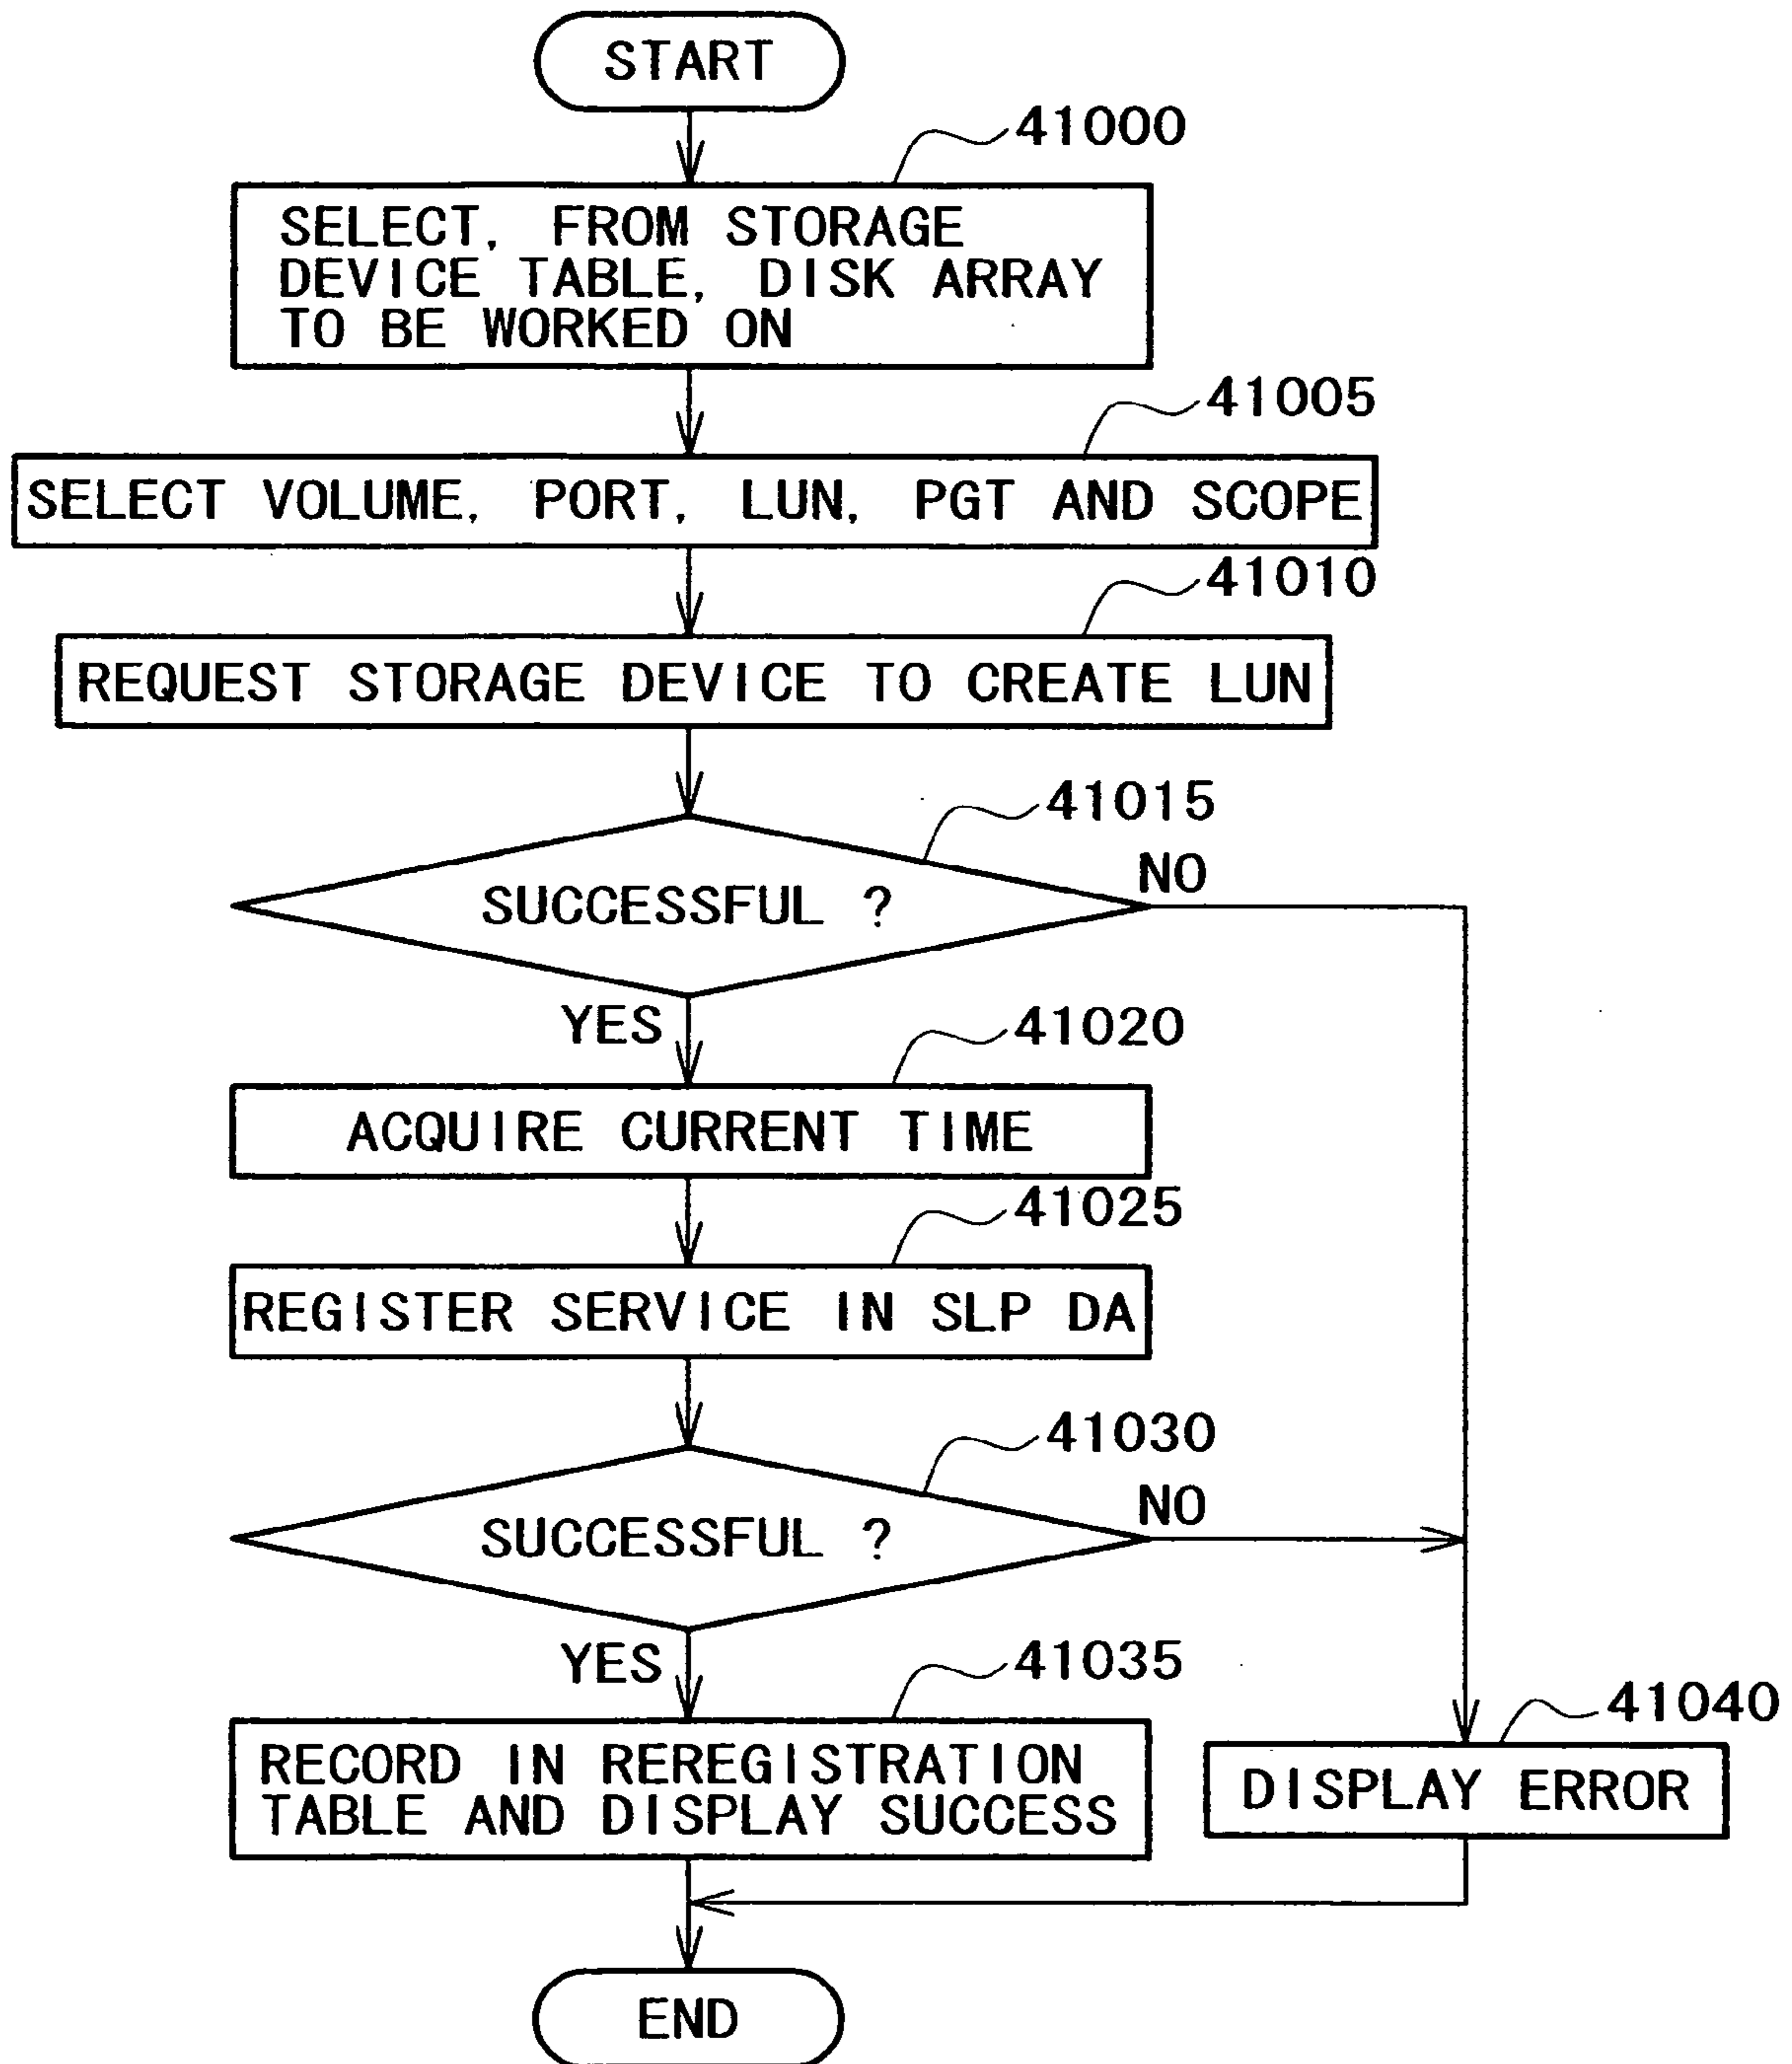 START
41000
SELECT, FROM STORAGE
DEVICE TABLE, DISK ARRAY
TO BE WORKED ON
41005
SELECT VOLUME, PORT, LUN, PGT AND SCOPE
41010
REQUEST STORAGE DEVICE TO CREATE LUN
41015
SUCCESSFUL ?
NO
YES
41020
ACQUIRE CURRENT TIME
41025
REGISTER SERVICE IN SLP DA
41030
SUCCESSFUL ?
NO
YES
41035
RECORD IN REREGISTRATION
TABLE AND DISPLAY SUCCESS
41040
DISPLAY ERROR
END